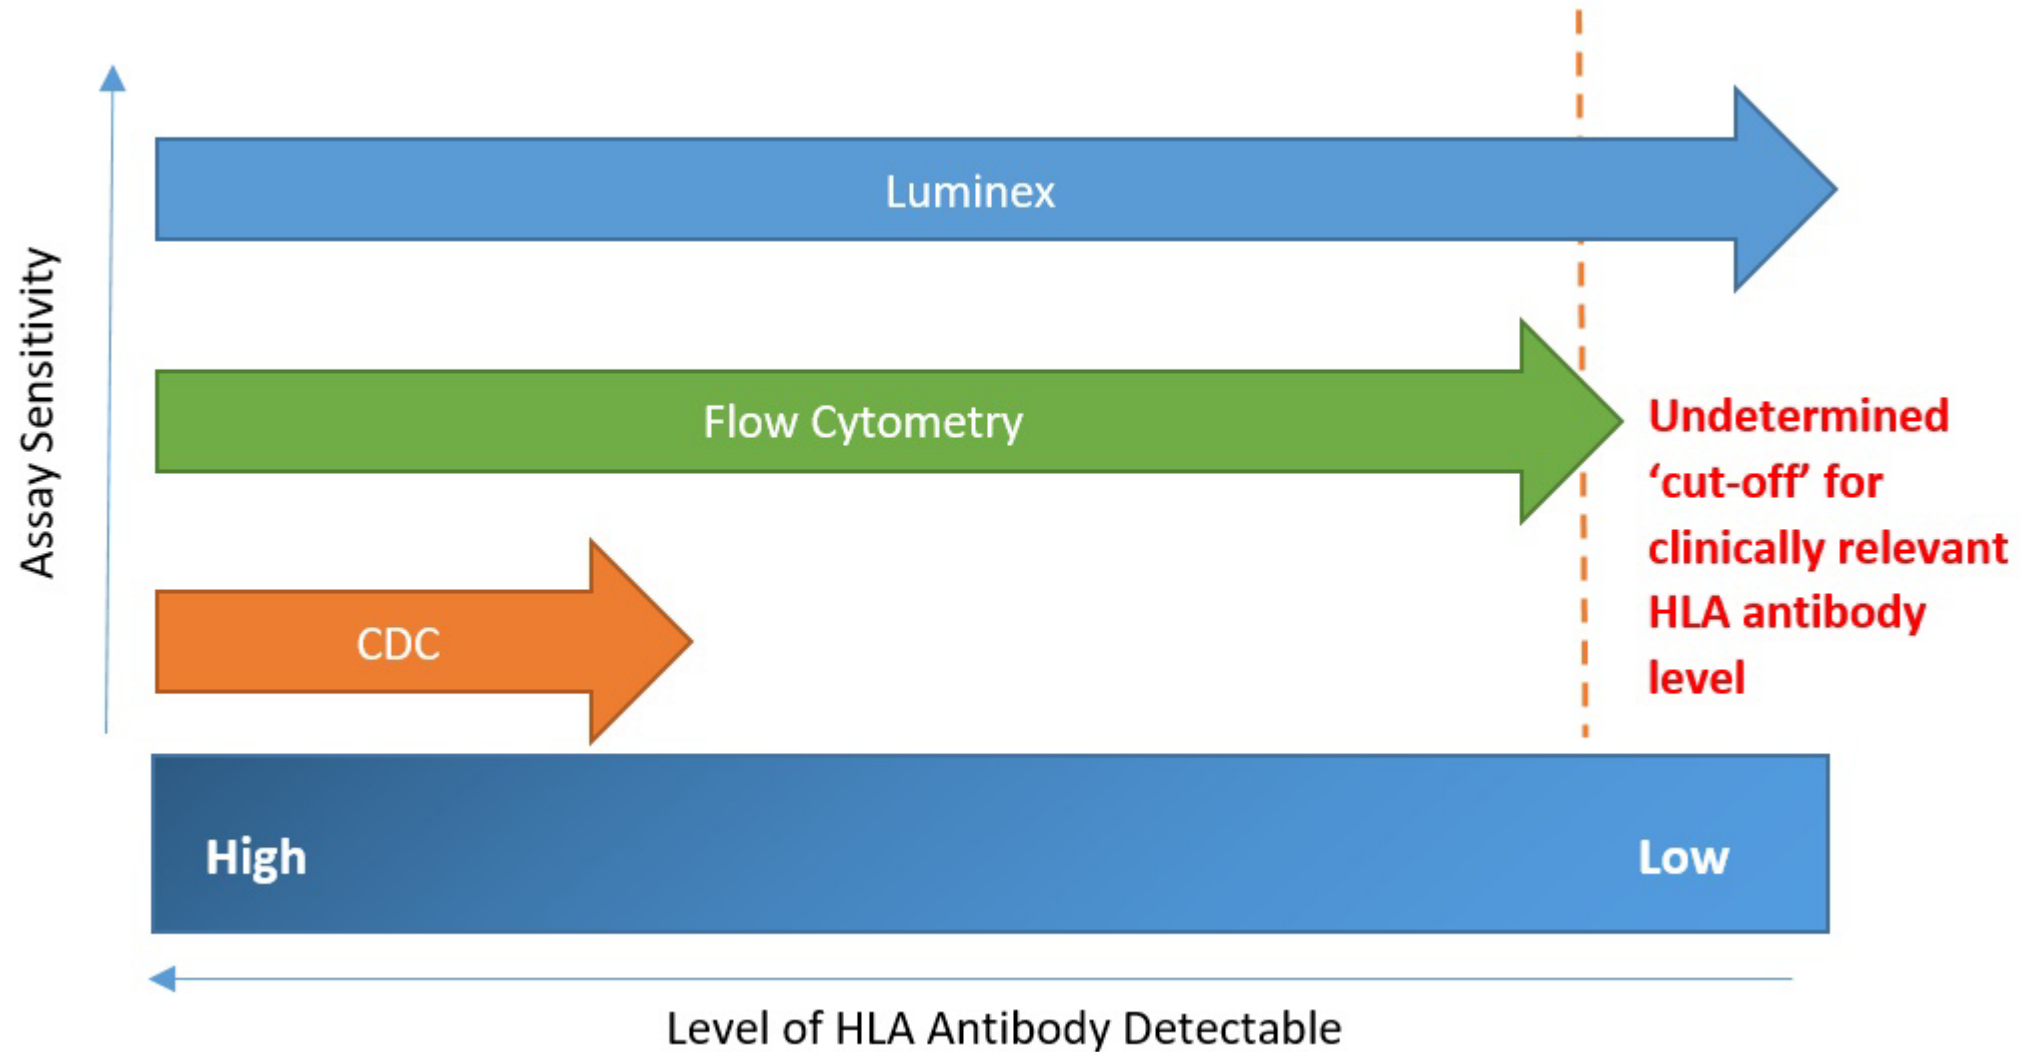 Assay Sensitivity
Luminex
Flow Cytometry
CDC
Undetermined
‘cut-off’ for
clinically relevant
HLA antibody
level
High
Low
Level of HLA Antibody Detectable